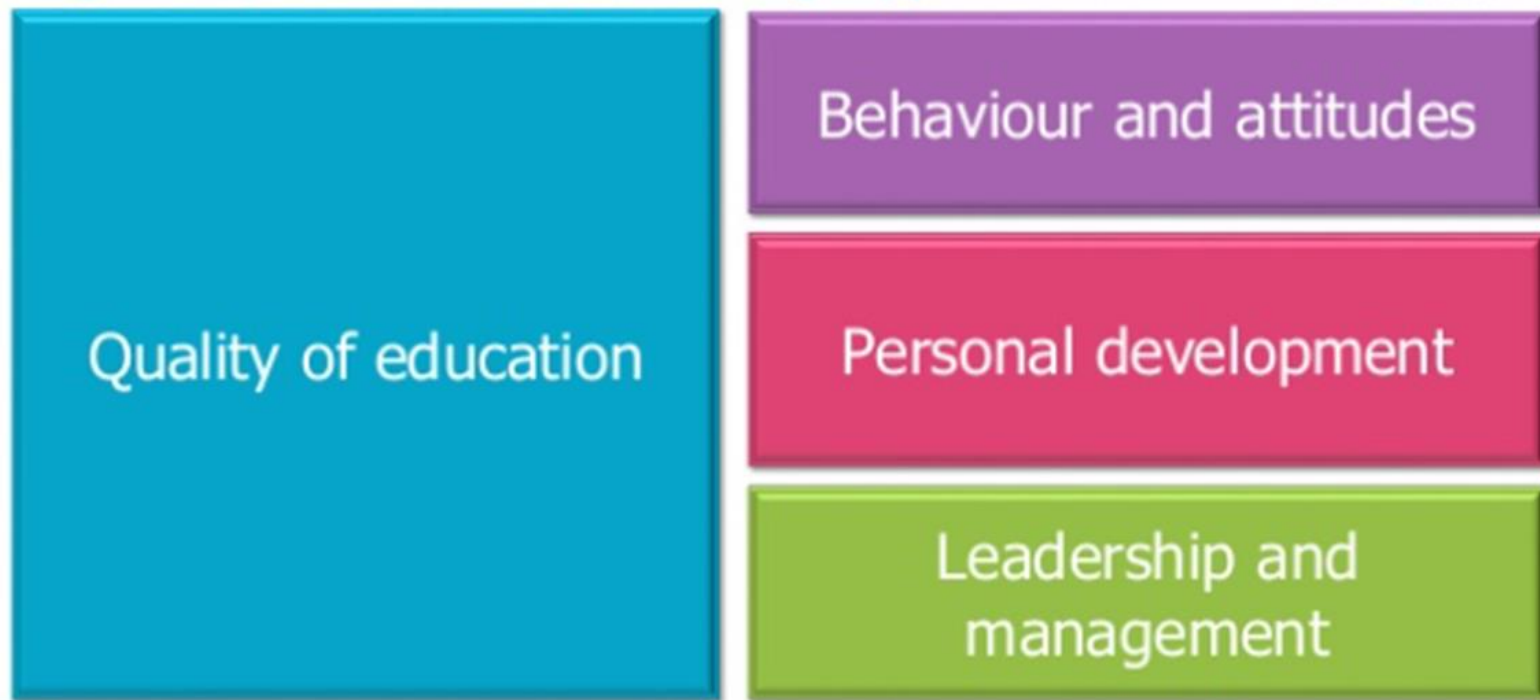 Quality of education
Behaviour and attitudes
Personal development
Leadership and
management